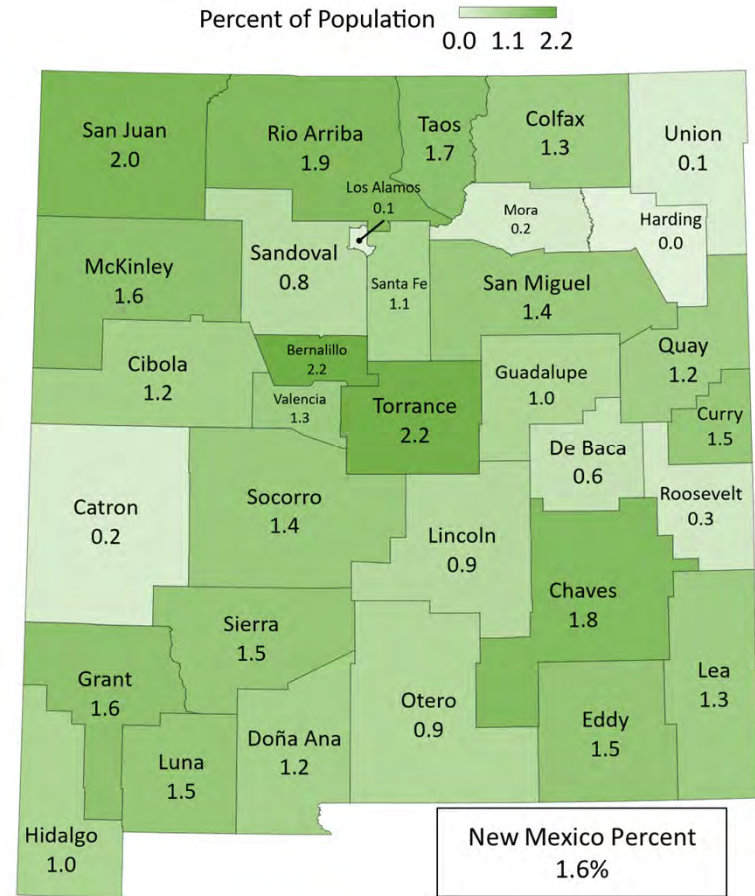 Percent of Population
0.0 1.1 2.2
San Juan
2.0
Rio Arriba
1.9
Taos
1.7
Colfax
1.3
Union
0.1
Los Alamos
0.1
Mora
0.2
Harding
0.0
McKinley
1.6
Sandoval
0.8
Santa Fe
1.1
San Miguel
1.4
Quay
1.2
Cibola
1.2
Bernalillo
2.2
Valencia
1.3
Torrance
2.2
Guadalupe
1.0
Curry
1.5
De Baca
0.6
Roosevelt
0.3
Catron
0.2
Socorro
1.4
Lincoln
0.9
Chaves
1.8
Sierra
1.5
Grant
1.6
Lea
1.3
Otero
0.9
Eddy
1.5
Doña Ana
1.2
Luna
1.5
Hidalgo
1.0
New Mexico Percent
1.6%